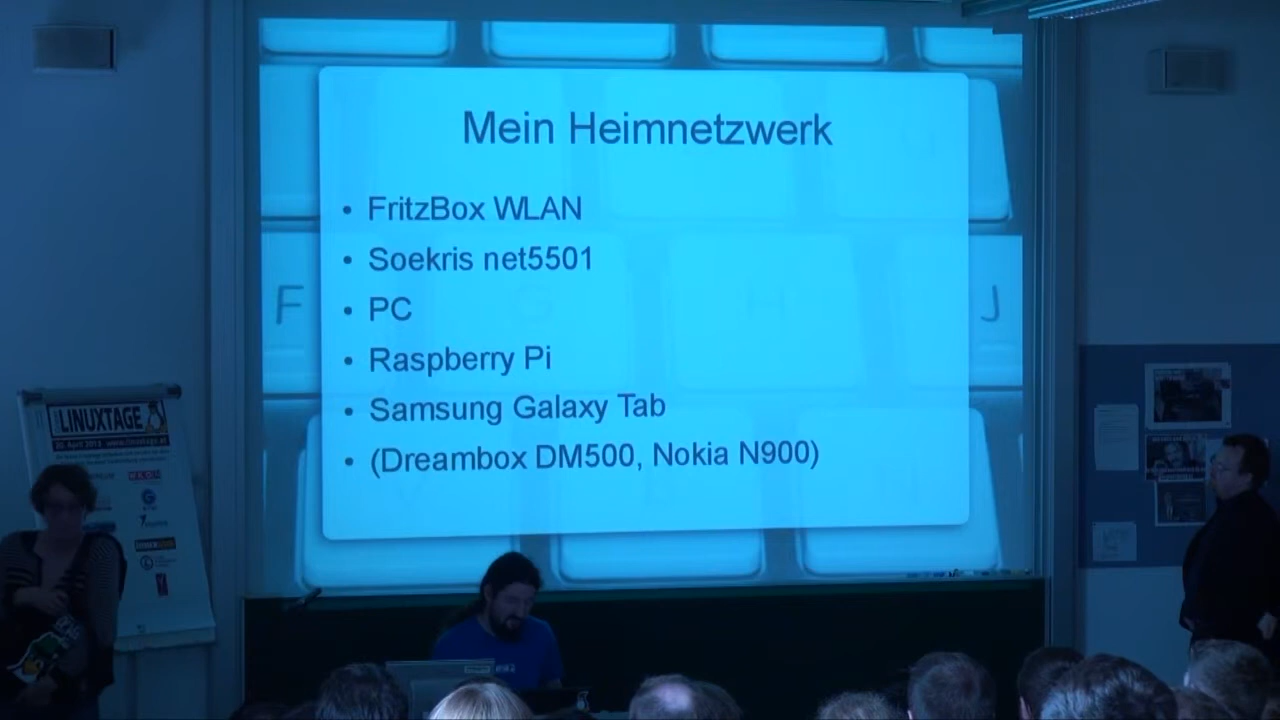 Mein Heimnetzwerk
• FritzBox WLAN
• Soekris net5501
• PC
• Raspberry Pi
• Samsung Galaxy Tab
• (Dreambox DM500, Nokia N900)
F G H J
LINUXTAGE